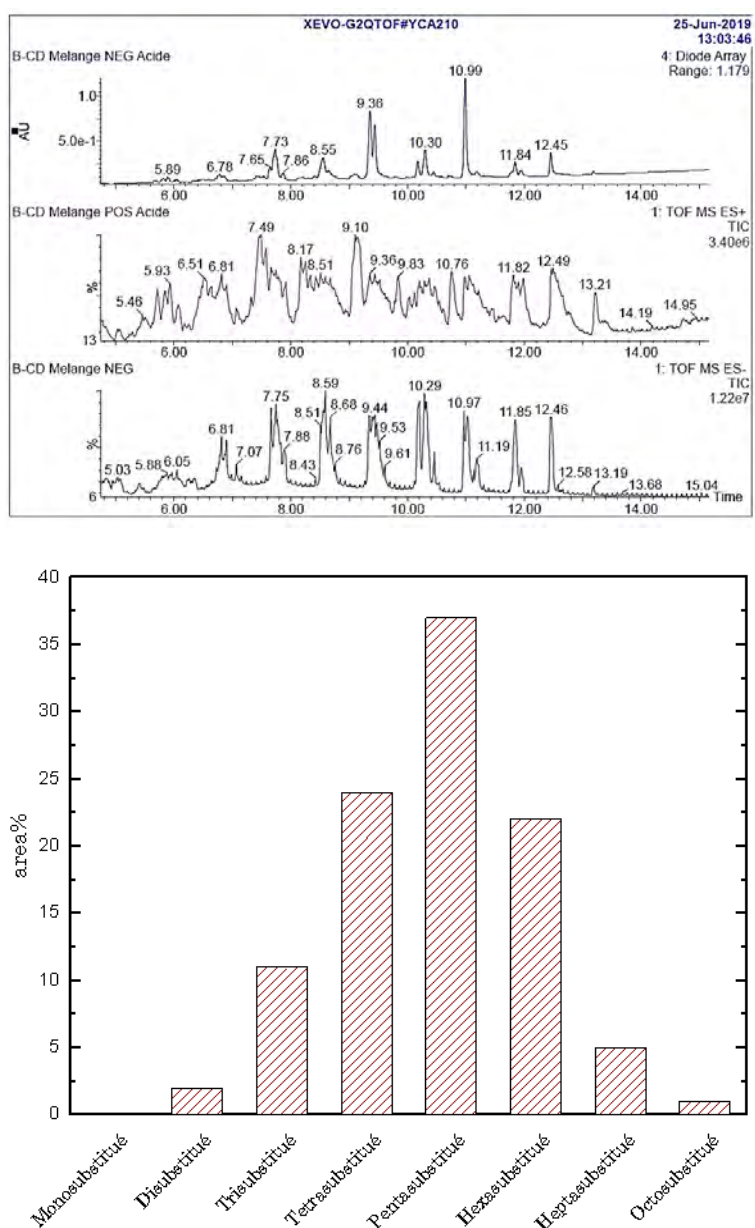 XEVO-G2QTOF#YCA210
25-Jun-2019
13:03:46
B-CD Melange NEG Acide
4: Diode Array
Range: 1.179
AU
1.0
5.0e-1
5.89
6.78
7.65
7.73
7.86
8.55
9.36
10.30
10.99
11.84
12.45
6.00 8.00 10.00 12.00 14.00
B-CD Melange POS Acide
1: TOF MS ES+
TIC
3.40e6
%
13
5.46
5.93
6.51
6.81
7.49
8.17
8.51
9.10
9.36
9.83
10.76
11.82
12.49
13.21
14.19
14.95
6.00 8.00 10.00 12.00 14.00
B-CD Melange NEG
1: TOF MS ES-
TIC
1.22e7
%
6
5.03
5.88
6.05
6.81
7.07
7.75
7.88
8.43
8.51
8.59
8.68
8.76
9.44
9.53
9.61
10.29
10.97
11.19
11.85
12.46
12.58
13.19
13.68
15.04
Time
6.00 8.00 10.00 12.00 14.00
40
35
30
25
20
15
10
5
0
area%
Monosubstitué
Disubstitué
Trisubstitué
Tetrasubstitué
Pentasubstitué
Hexasubstitué
Heptasubstitué
Octosubstitué